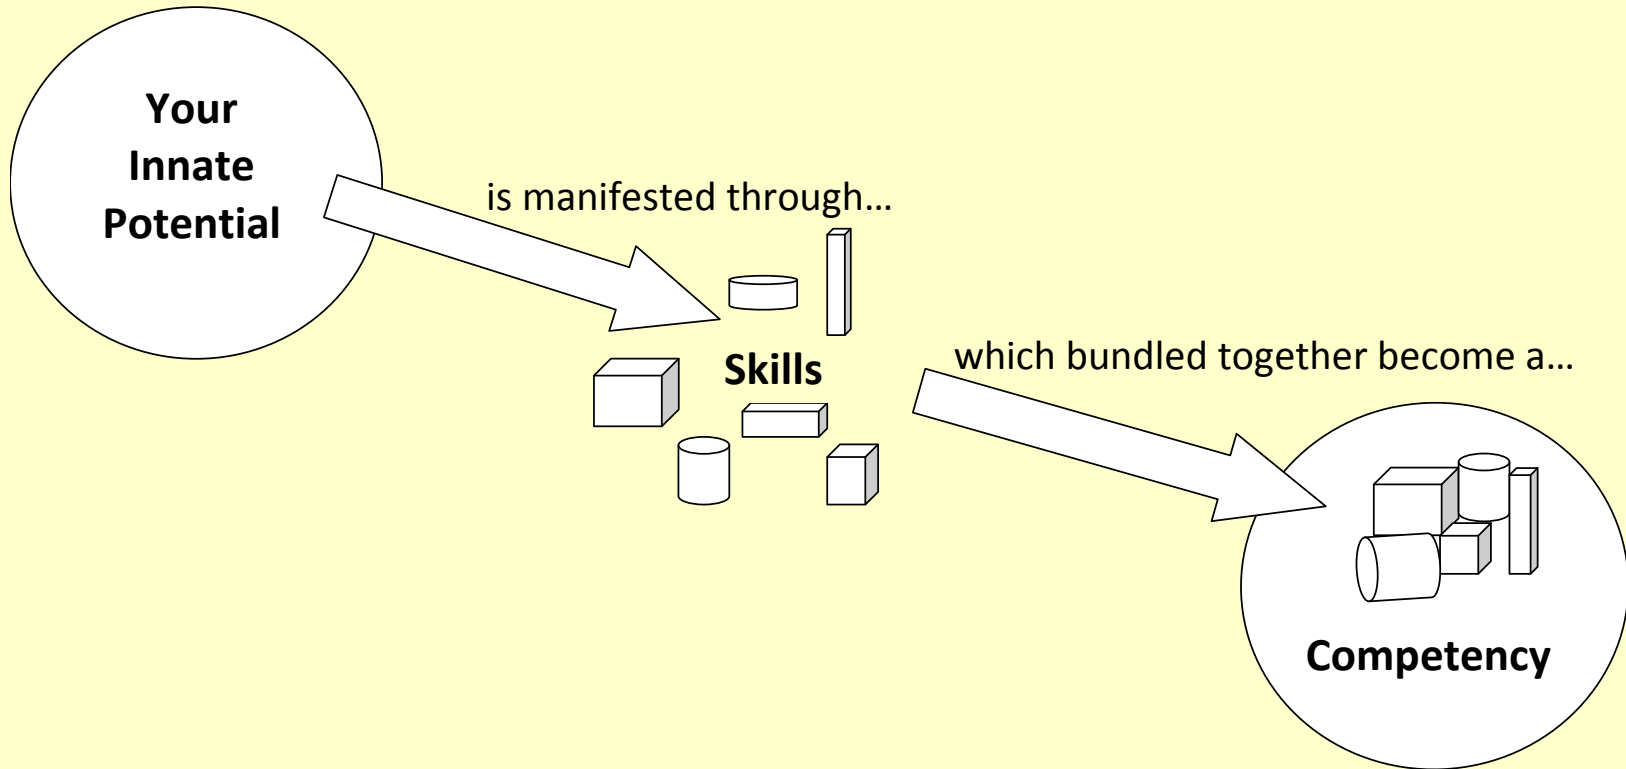 Your
Innate
Potential
is manifested through…
Skills
which bundled together become a…
Competency